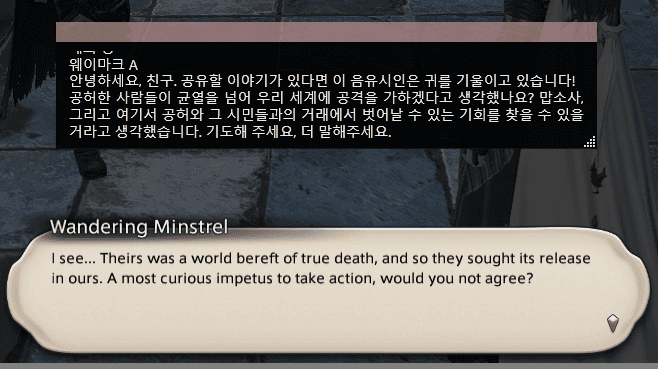 웨이마크 A
안녕하세요, 친구. 공유할 이야기가 있다면 이 음유시인은 귀를 기울이고 있습니다!
공허한 사람들이 균열을 넘어 우리 세계에 공격을 가하겠다고 생각했나요? 맙소사,
그리고 여기서 공허와 그 시민들과의 거래에서 벗어날 수 있는 기회를 찾을 수 있을
거라고 생각했습니다. 기도해 주세요, 더 말해주세요.
Wandering Minstrel
I see... Theirs was a world bereft of true death, and so they sought its release
in ours. A most curious impetus to take action, would you not agree?